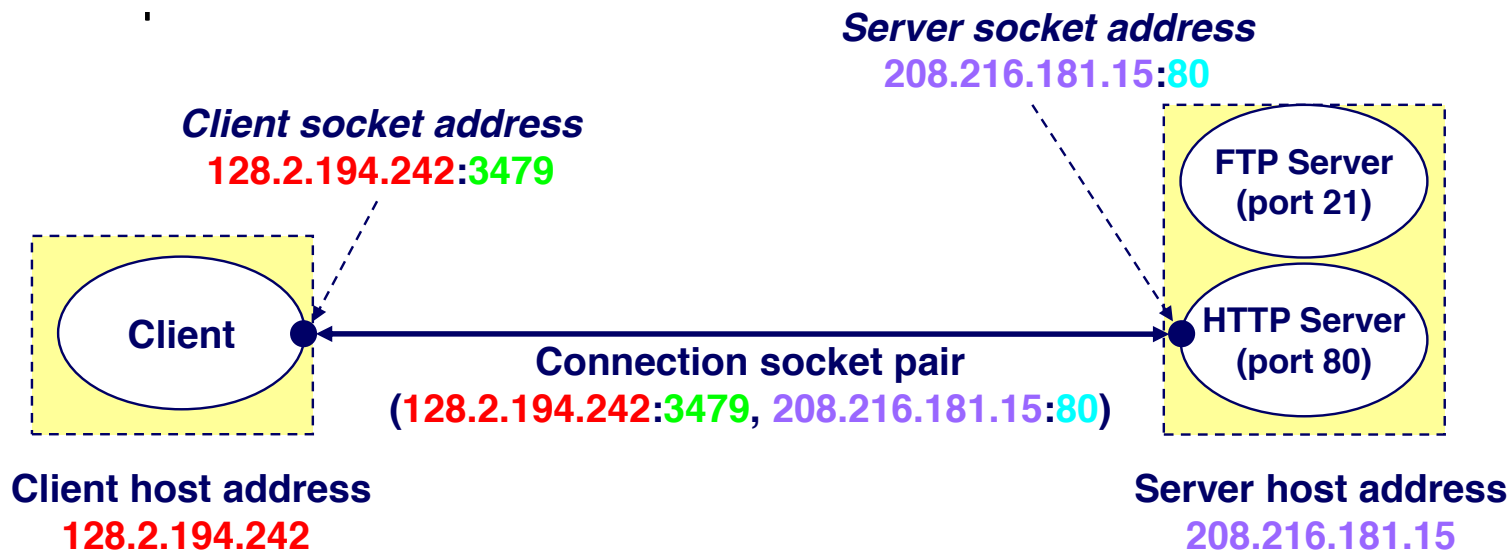 Server socket address
208.216.181.15:80
Client socket address
128.2.194.242:3479
FTP Server
(port 21)
Client
HTTP Server
(port 80)
Connection socket pair
(128.2.194.242:3479, 208.216.181.15:80)
Client host address
128.2.194.242
Server host address
208.216.181.15